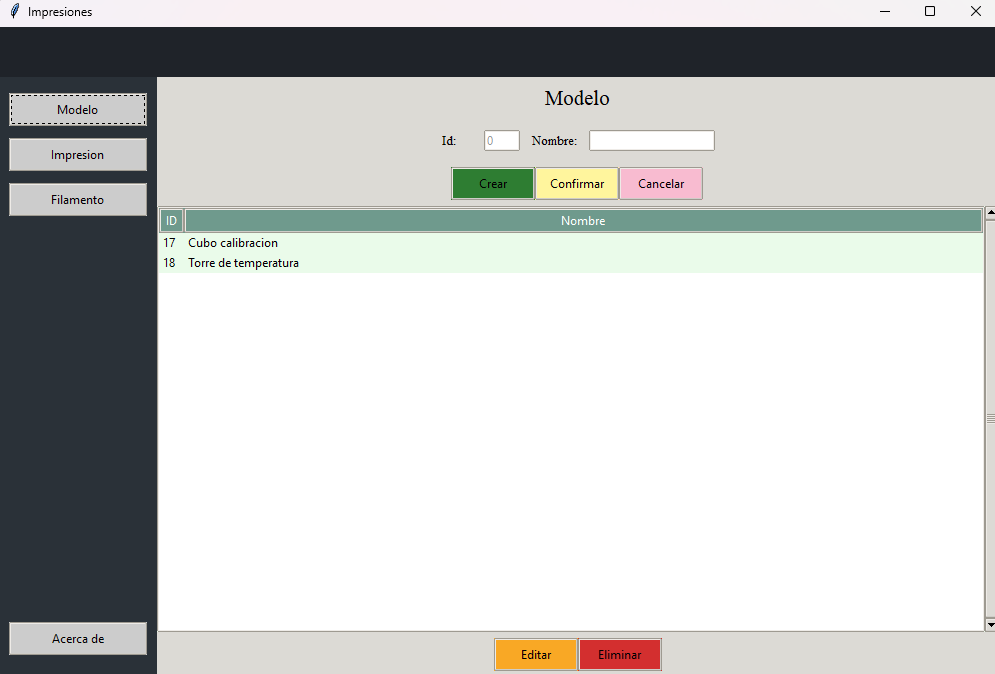 Impresiones
Modelo
Impresion
Filamento
Acerca de
Modelo
Id: 0 Nombre:
Crear Confirmar Cancelar
ID Nombre
17 Cubo calibracion
18 Torre de temperatura
Editar Eliminar